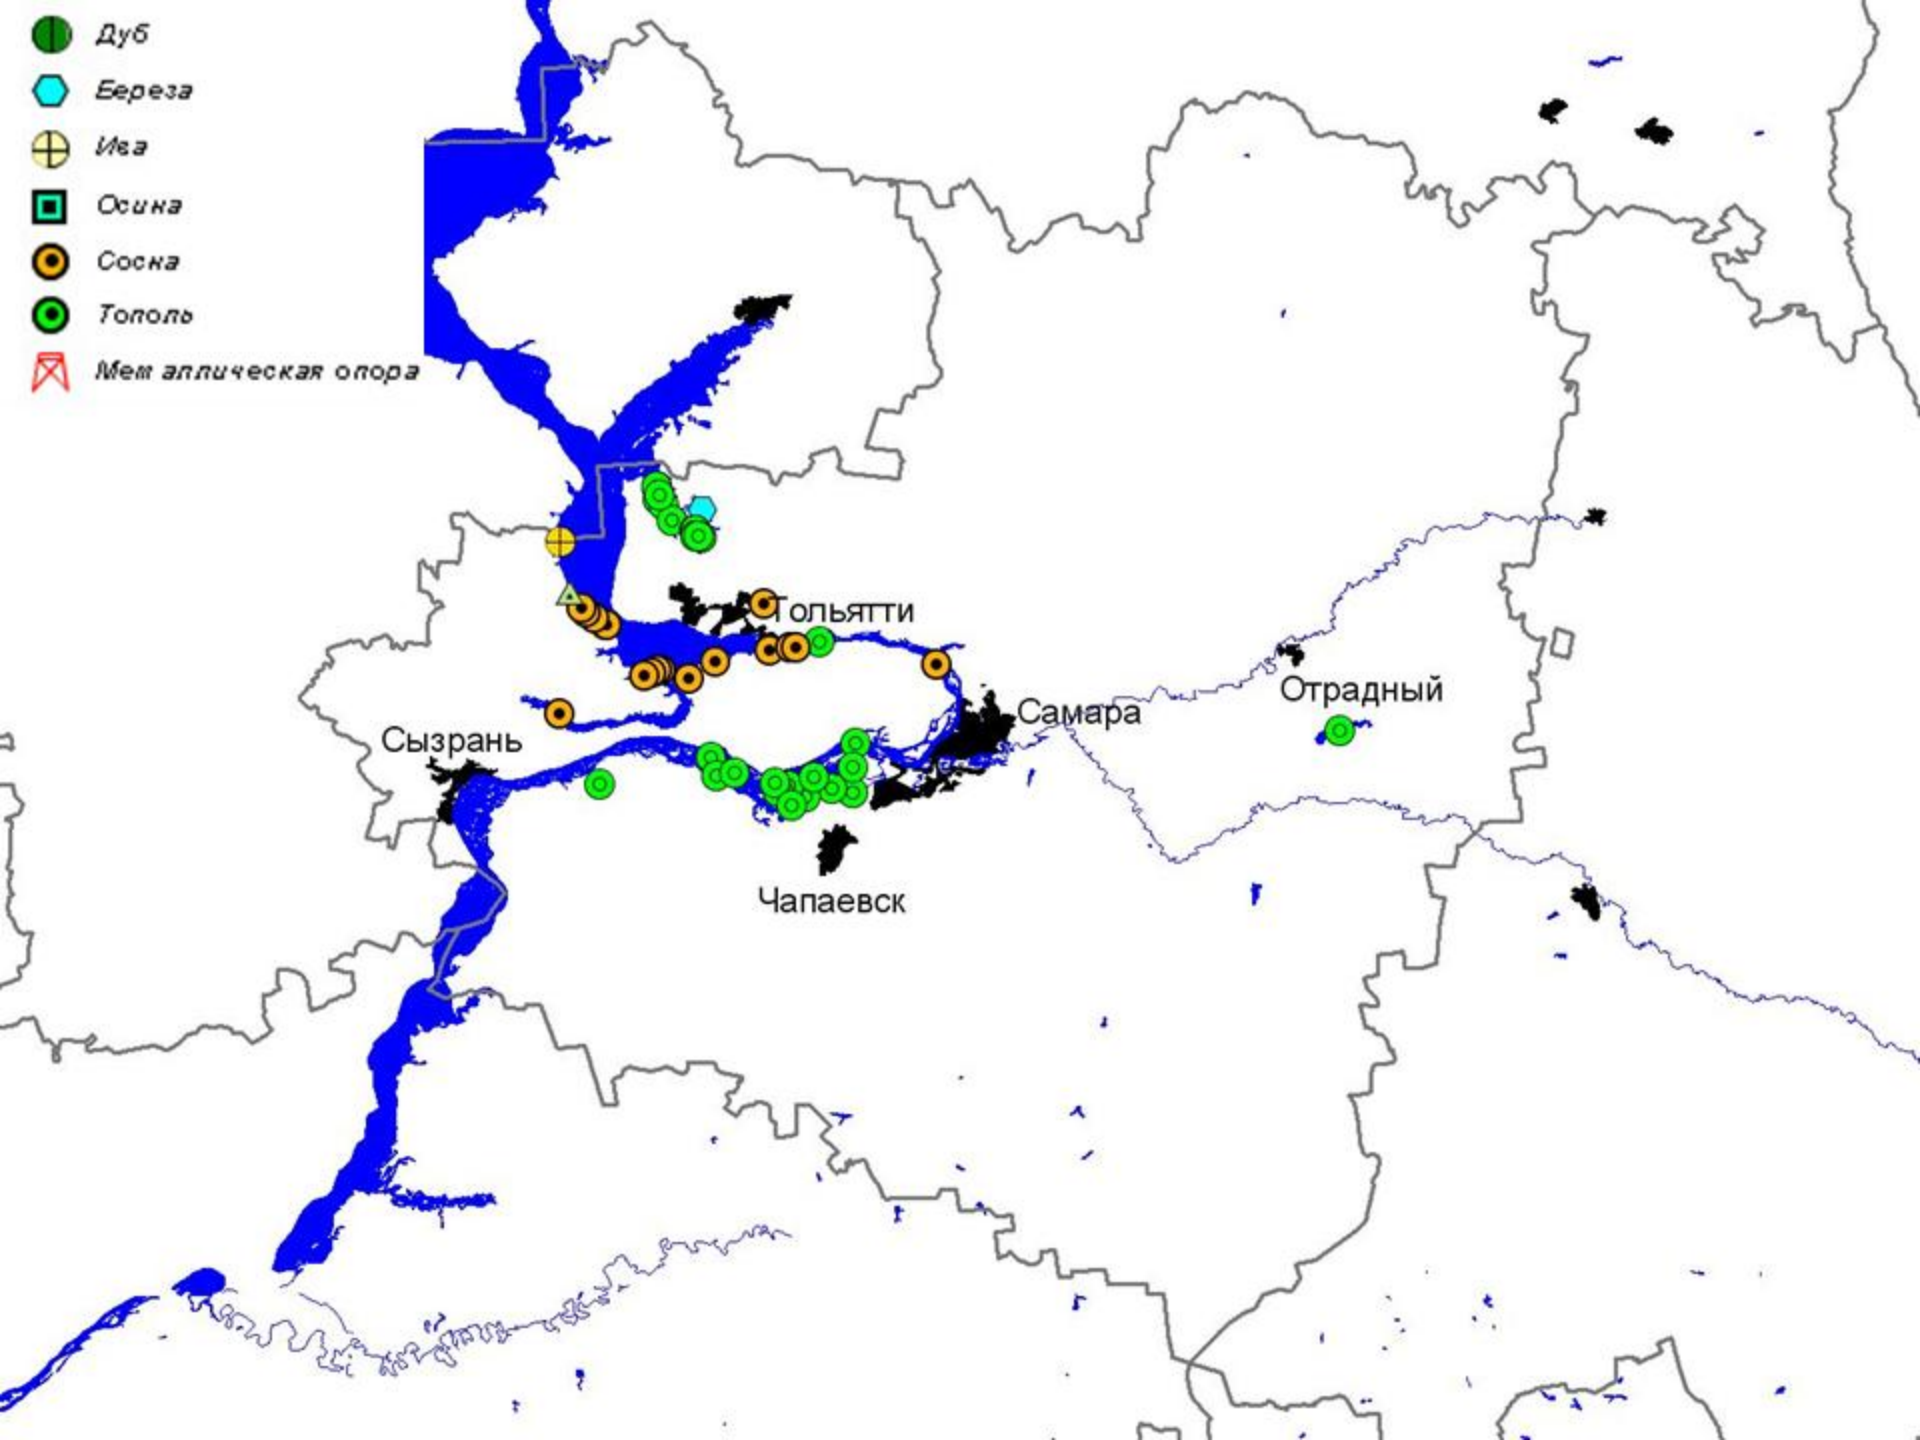 Дуб
Береза
Ива
Осина
Сосна
Тополь
Металлическая опора
Тольятти
Отрадный
Самара
Сызрань
Чапаевск